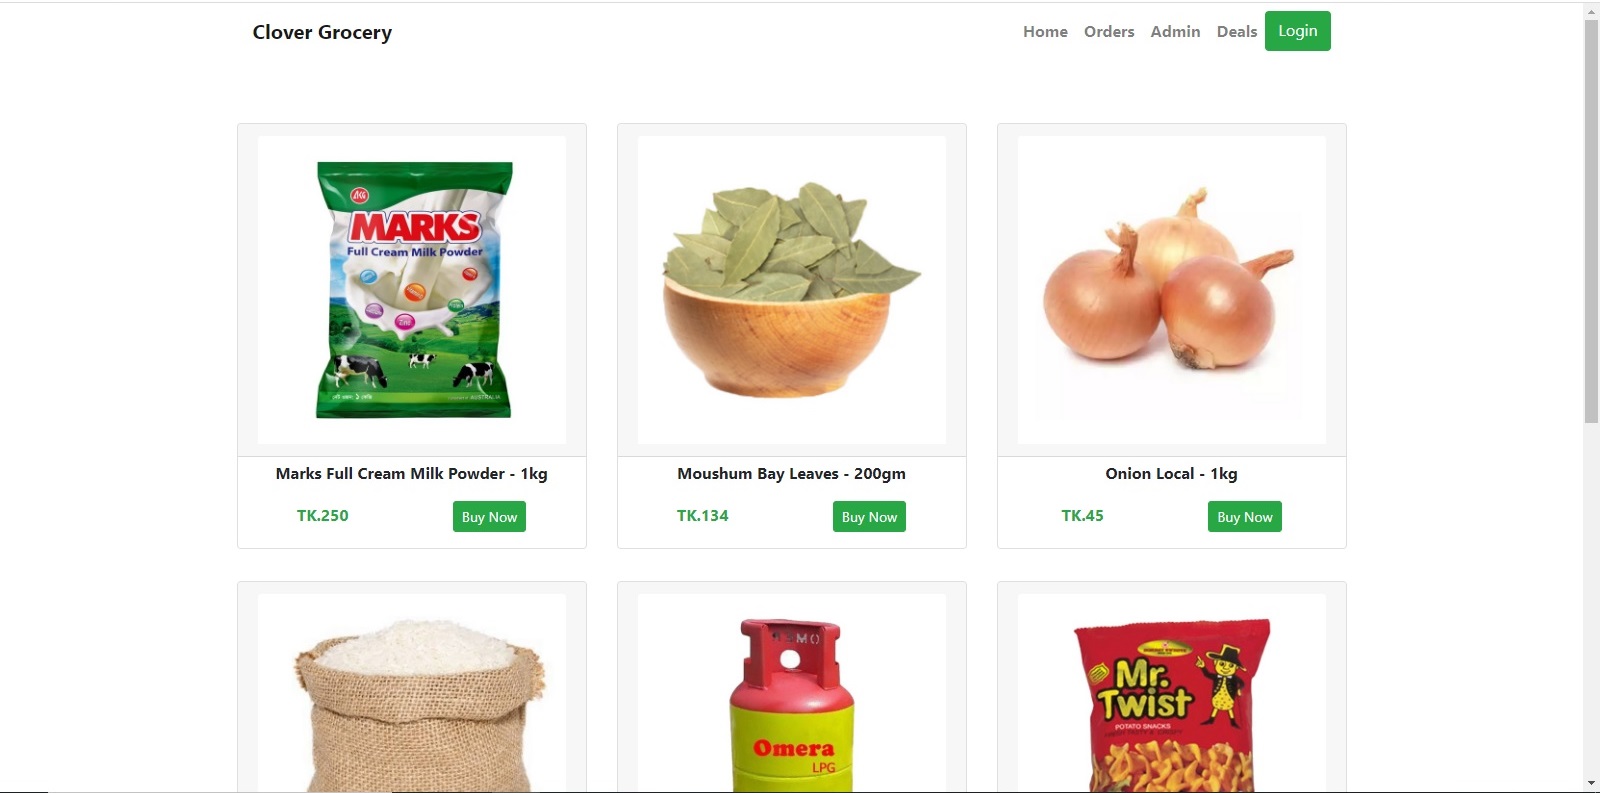 Clover Grocery
Home Orders Admin Deals Login
AKG
MARKS
Full Cream Milk Powder
AUSTRALIA
Marks Full Cream Milk Powder - 1kg
TK.250 Buy Now
Moushum Bay Leaves - 200gm
TK.134 Buy Now
Onion Local - 1kg
TK.45 Buy Now
Omera
LPG
Mr.
Twist
POTATO SNACKS